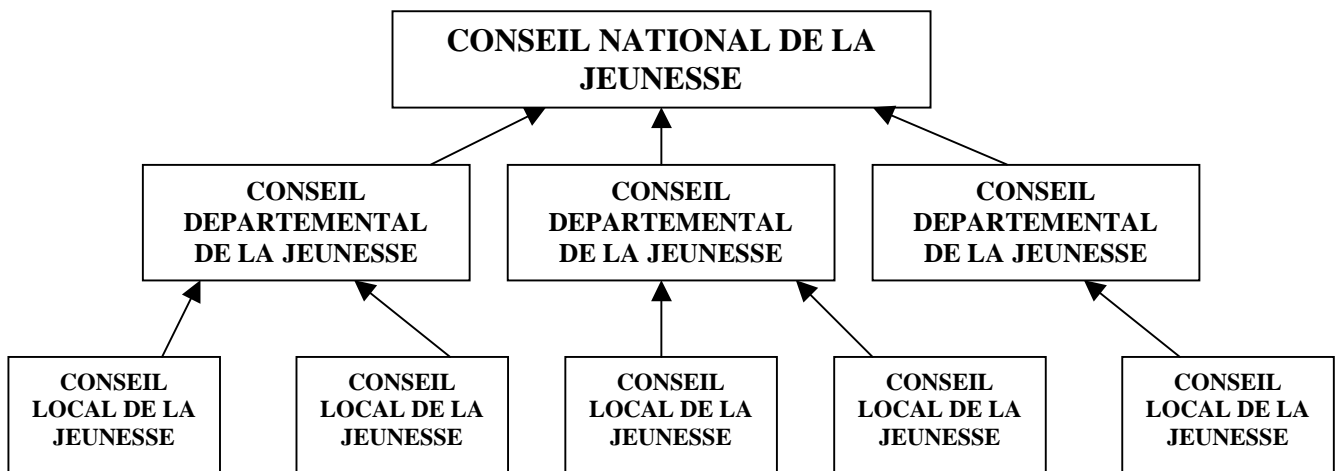 CONSEIL NATIONAL DE LA
JEUNESSE
CONSEIL
DEPARTEMENTAL
DE LA JEUNESSE
CONSEIL
DEPARTEMENTAL
DE LA JEUNESSE
CONSEIL
DEPARTEMENTAL
DE LA JEUNESSE
CONSEIL
LOCAL DE LA
JEUNESSE
CONSEIL
LOCAL DE LA
JEUNESSE
CONSEIL
LOCAL DE LA
JEUNESSE
CONSEIL
LOCAL DE LA
JEUNESSE
CONSEIL
LOCAL DE LA
JEUNESSE